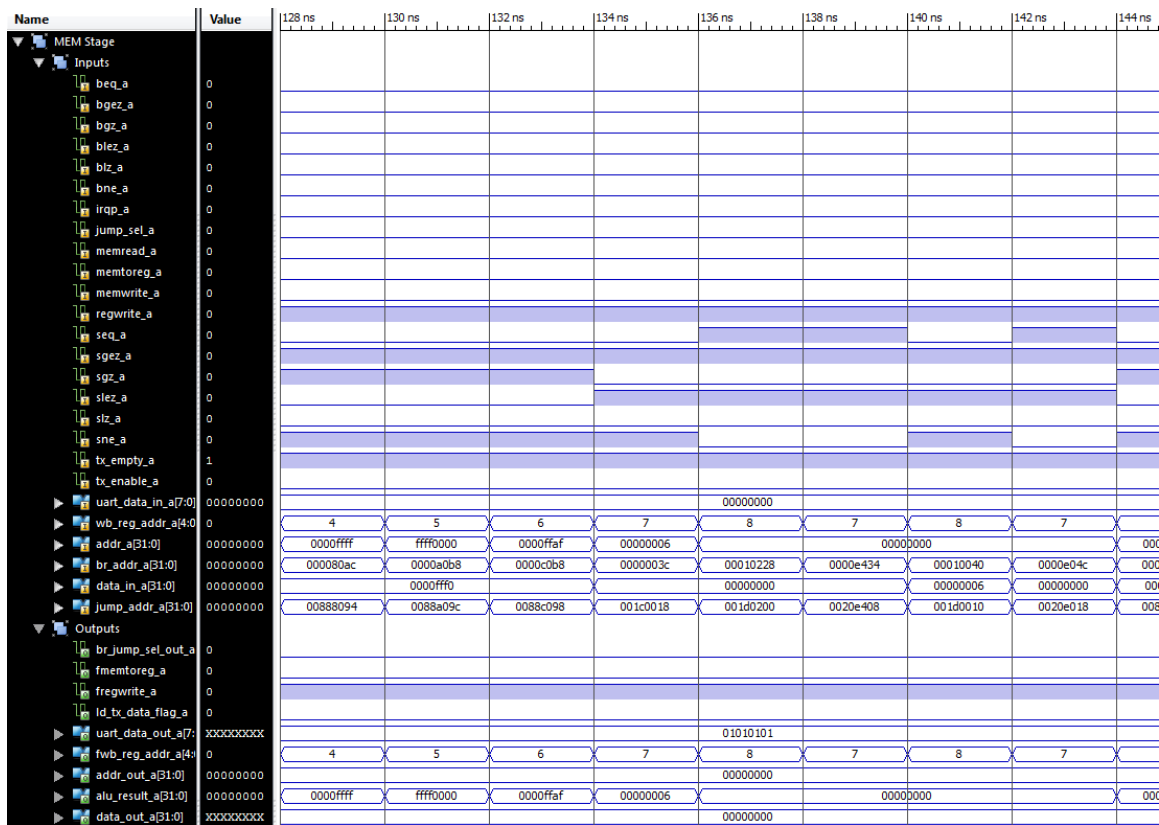 Name Value 128 ns 130 ns 132 ns 134 ns 136 ns 138 ns 140 ns 142 ns 144 ns
MEM Stage
Inputs
beq_a 0
bgez_a 0
bgz_a 0
blez_a 0
blz_a 0
bne_a 0
irqp_a 0
jump_sel_a 0
memread_a 0
memtoreg_a 0
memwrite_a 0
regwrite_a 0
seq_a 0
sgez_a 0
sgz_a 0
slez_a 0
slz_a 0
sne_a 0
tx_empty_a 1
tx_enable_a 0
uart_data_in_a[7:0] 00000000 00000000
wb_reg_addr_a[4:0 0 4 5 6 7 8 7 8 7
addr_a[31:0] 00000000 0000ffff ffff0000 0000ffaf 00000006 00000000 000
br_addr_a[31:0] 00000000 000080ac 0000a0b8 0000c0b8 0000003c 00010228 0000e434 00010040 0000e04c 000
data_in_a[31:0] 00000000 0000fff0 00000000 00000006 00000000 000
jump_addr_a[31:0] 00000000 00888094 0088a09c 0088c098 001c0018 001d0200 0020e408 001d0010 0020e018 008
Outputs
br_jump_sel_out_a 0
fmemtoreg_a 0
fregwrite_a 0
ld_tx_data_flag_a 0
uart_data_out_a[7: XXXXXXXX 01010101
fwb_reg_addr_a[4: 0 4 5 6 7 8 7 8 7
addr_out_a[31:0] 00000000 00000000
alu_result_a[31:0] 00000000 0000ffff ffff0000 0000ffaf 00000006 00000000 000
data_out_a[31:0] XXXXXXXX 00000000